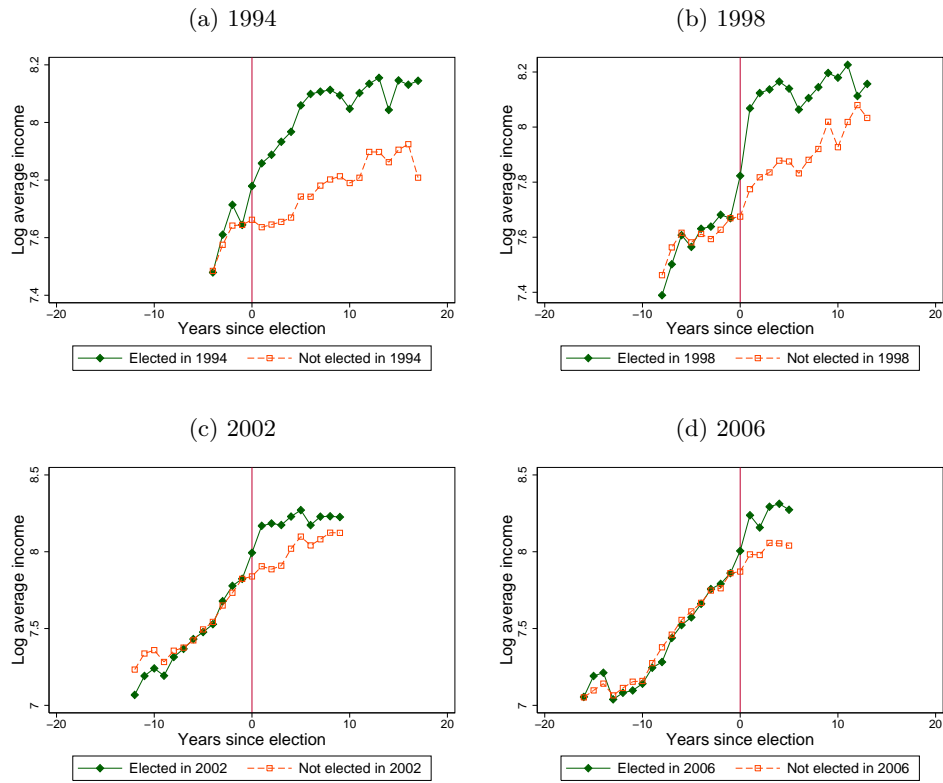 (a) 1994
(b) 1998
Log average income
7.4 7.6 7.8 8 8.2
−20 −10 0 10 20
Years since election
Elected in 1994 Not elected in 1994
Log average income
7.4 7.6 7.8 8 8.2
−20 −10 0 10 20
Years since election
Elected in 1998 Not elected in 1998
(c) 2002
(d) 2006
Log average income
7 7.5 8 8.5
−20 −10 0 10 20
Years since election
Elected in 2002 Not elected in 2002
Log average income
7 7.5 8 8.5
−20 −10 0 10 20
Years since election
Elected in 2006 Not elected in 2006